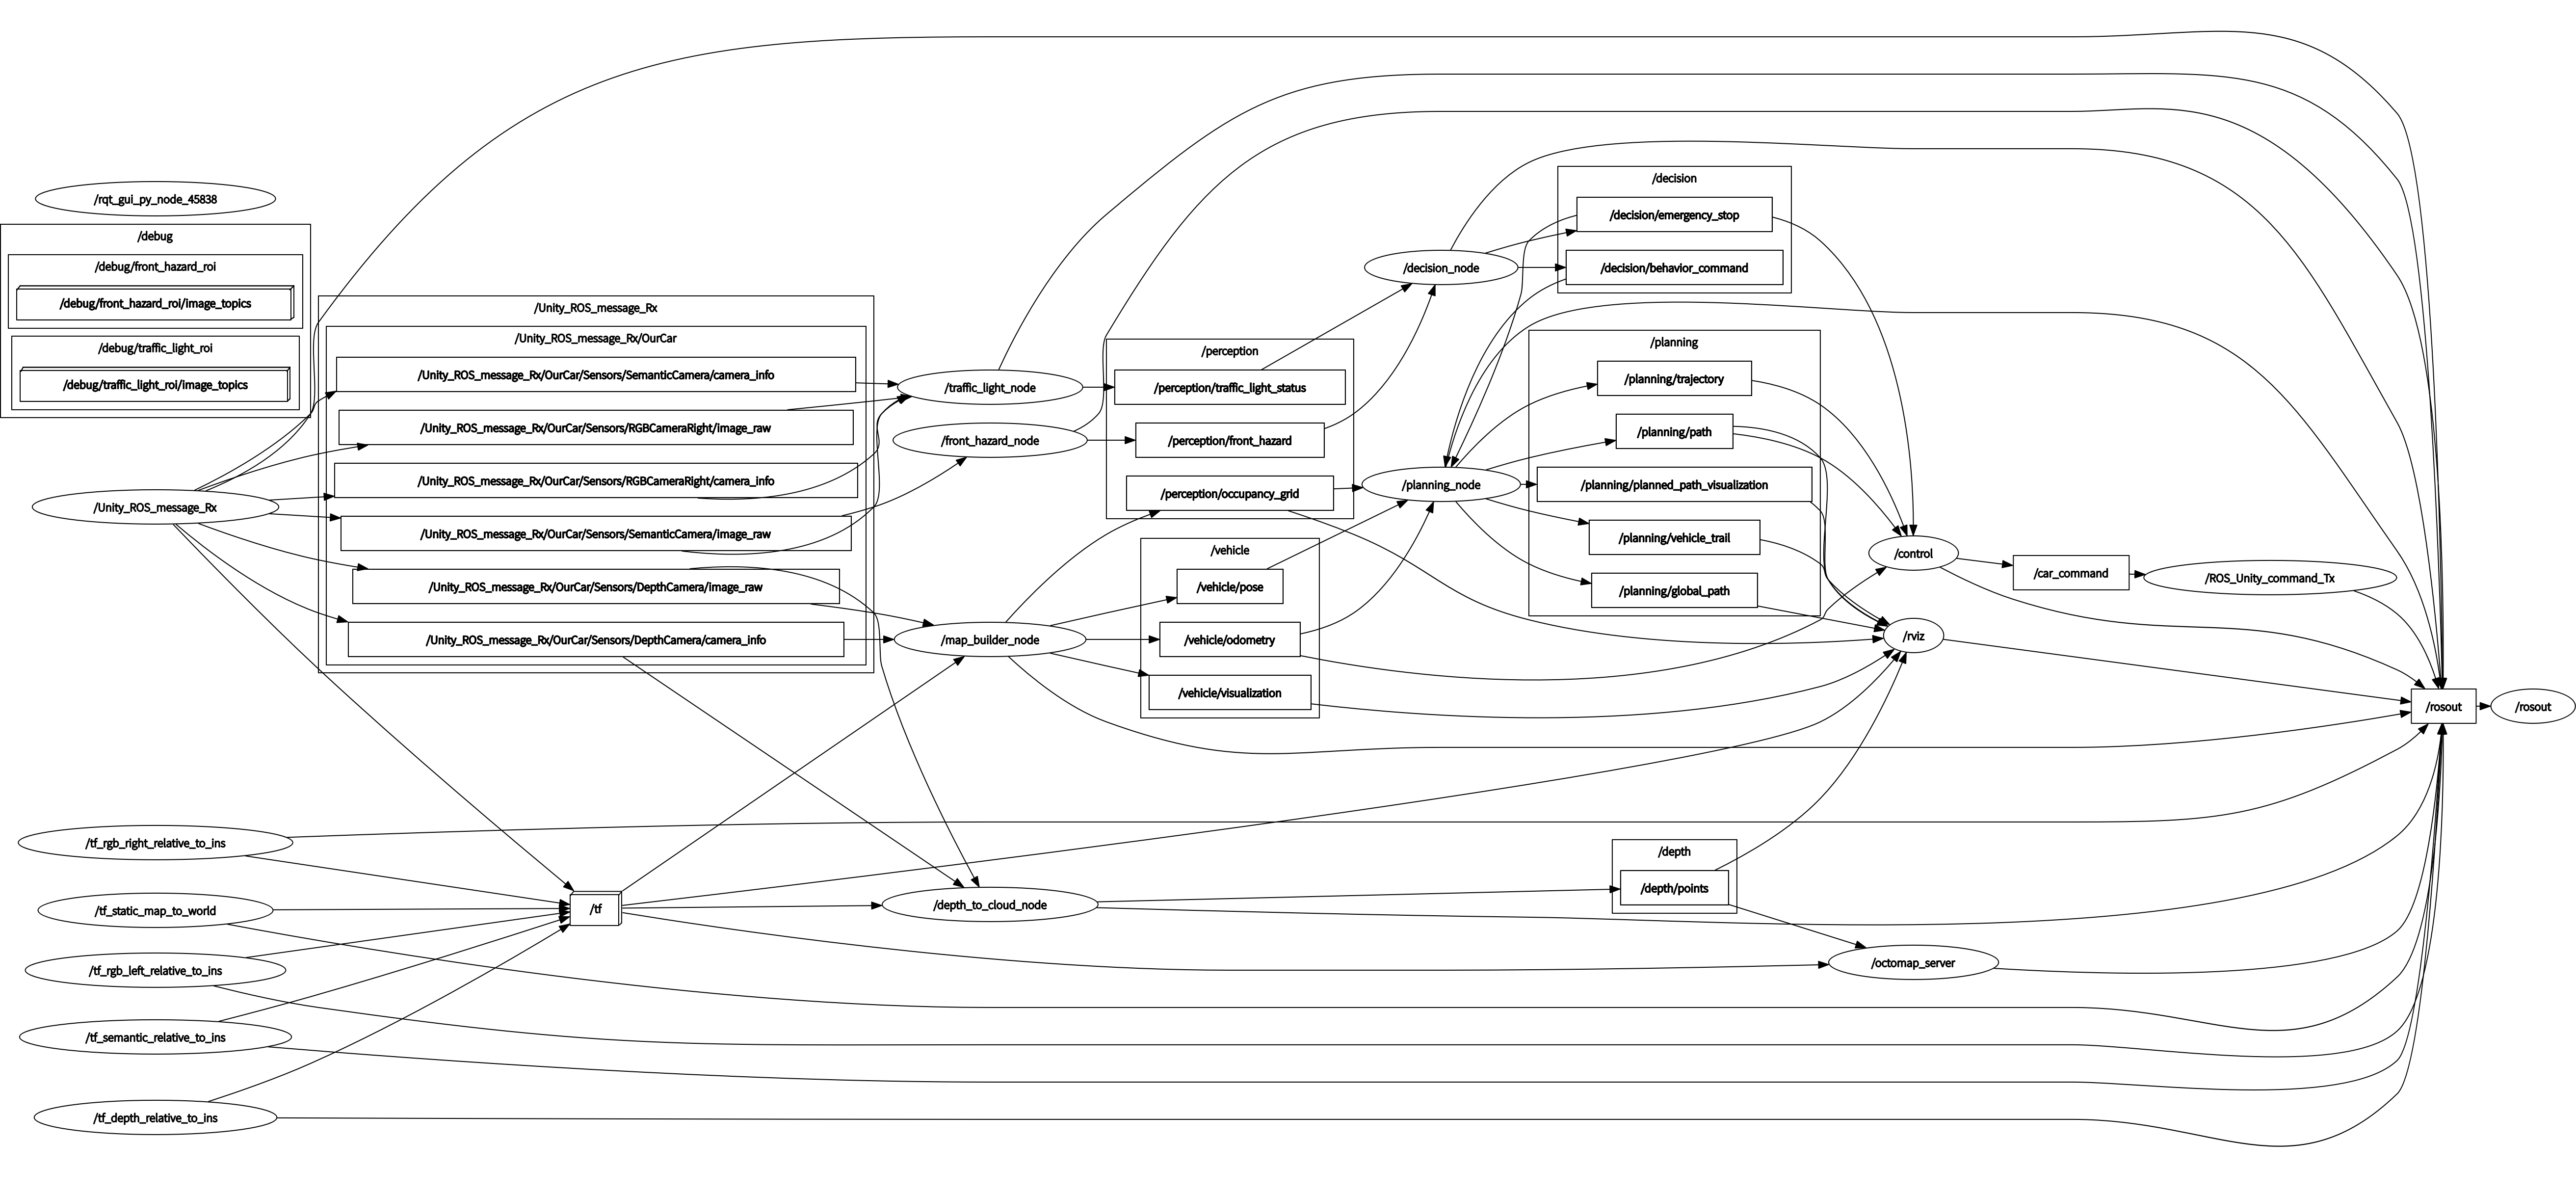 /rqt_gui_py_node_45838
/debug
/debug/front_hazard_roi
/debug/front_hazard_roi/image_topics
/debug/traffic_light_roi
/debug/traffic_light_roi/image_topics
/Unity_ROS_message_Rx
/tf_rgb_right_relative_to_ins
/tf_static_map_to_world
/tf_rgb_left_relative_to_ins
/tf_semantic_relative_to_ins
/tf_depth_relative_to_ins
/Unity_ROS_message_Rx
/Unity_ROS_message_Rx/OurCar
/Unity_ROS_message_Rx/OurCar/Sensors/SemanticCamera/camera_info
/Unity_ROS_message_Rx/OurCar/Sensors/RGBCameraRight/image_raw
/Unity_ROS_message_Rx/OurCar/Sensors/RGBCameraRight/camera_info
/Unity_ROS_message_Rx/OurCar/Sensors/SemanticCamera/image_raw
/Unity_ROS_message_Rx/OurCar/Sensors/DepthCamera/image_raw
/Unity_ROS_message_Rx/OurCar/Sensors/DepthCamera/camera_info
/tf
/traffic_light_node
/front_hazard_node
/map_builder_node
/depth_to_cloud_node
/perception
/perception/traffic_light_status
/perception/front_hazard
/perception/occupancy_grid
/vehicle
/vehicle/pose
/vehicle/odometry
/vehicle/visualization
/decision_node
/planning_node
/decision
/decision/emergency_stop
/decision/behavior_command
/planning
/planning/trajectory
/planning/path
/planning/planned_path_visualization
/planning/vehicle_trail
/planning/global_path
/depth
/depth/points
/control
/rviz
/octomap_server
/car_command
/ROS_Unity_command_Tx
/rosout
/rosout